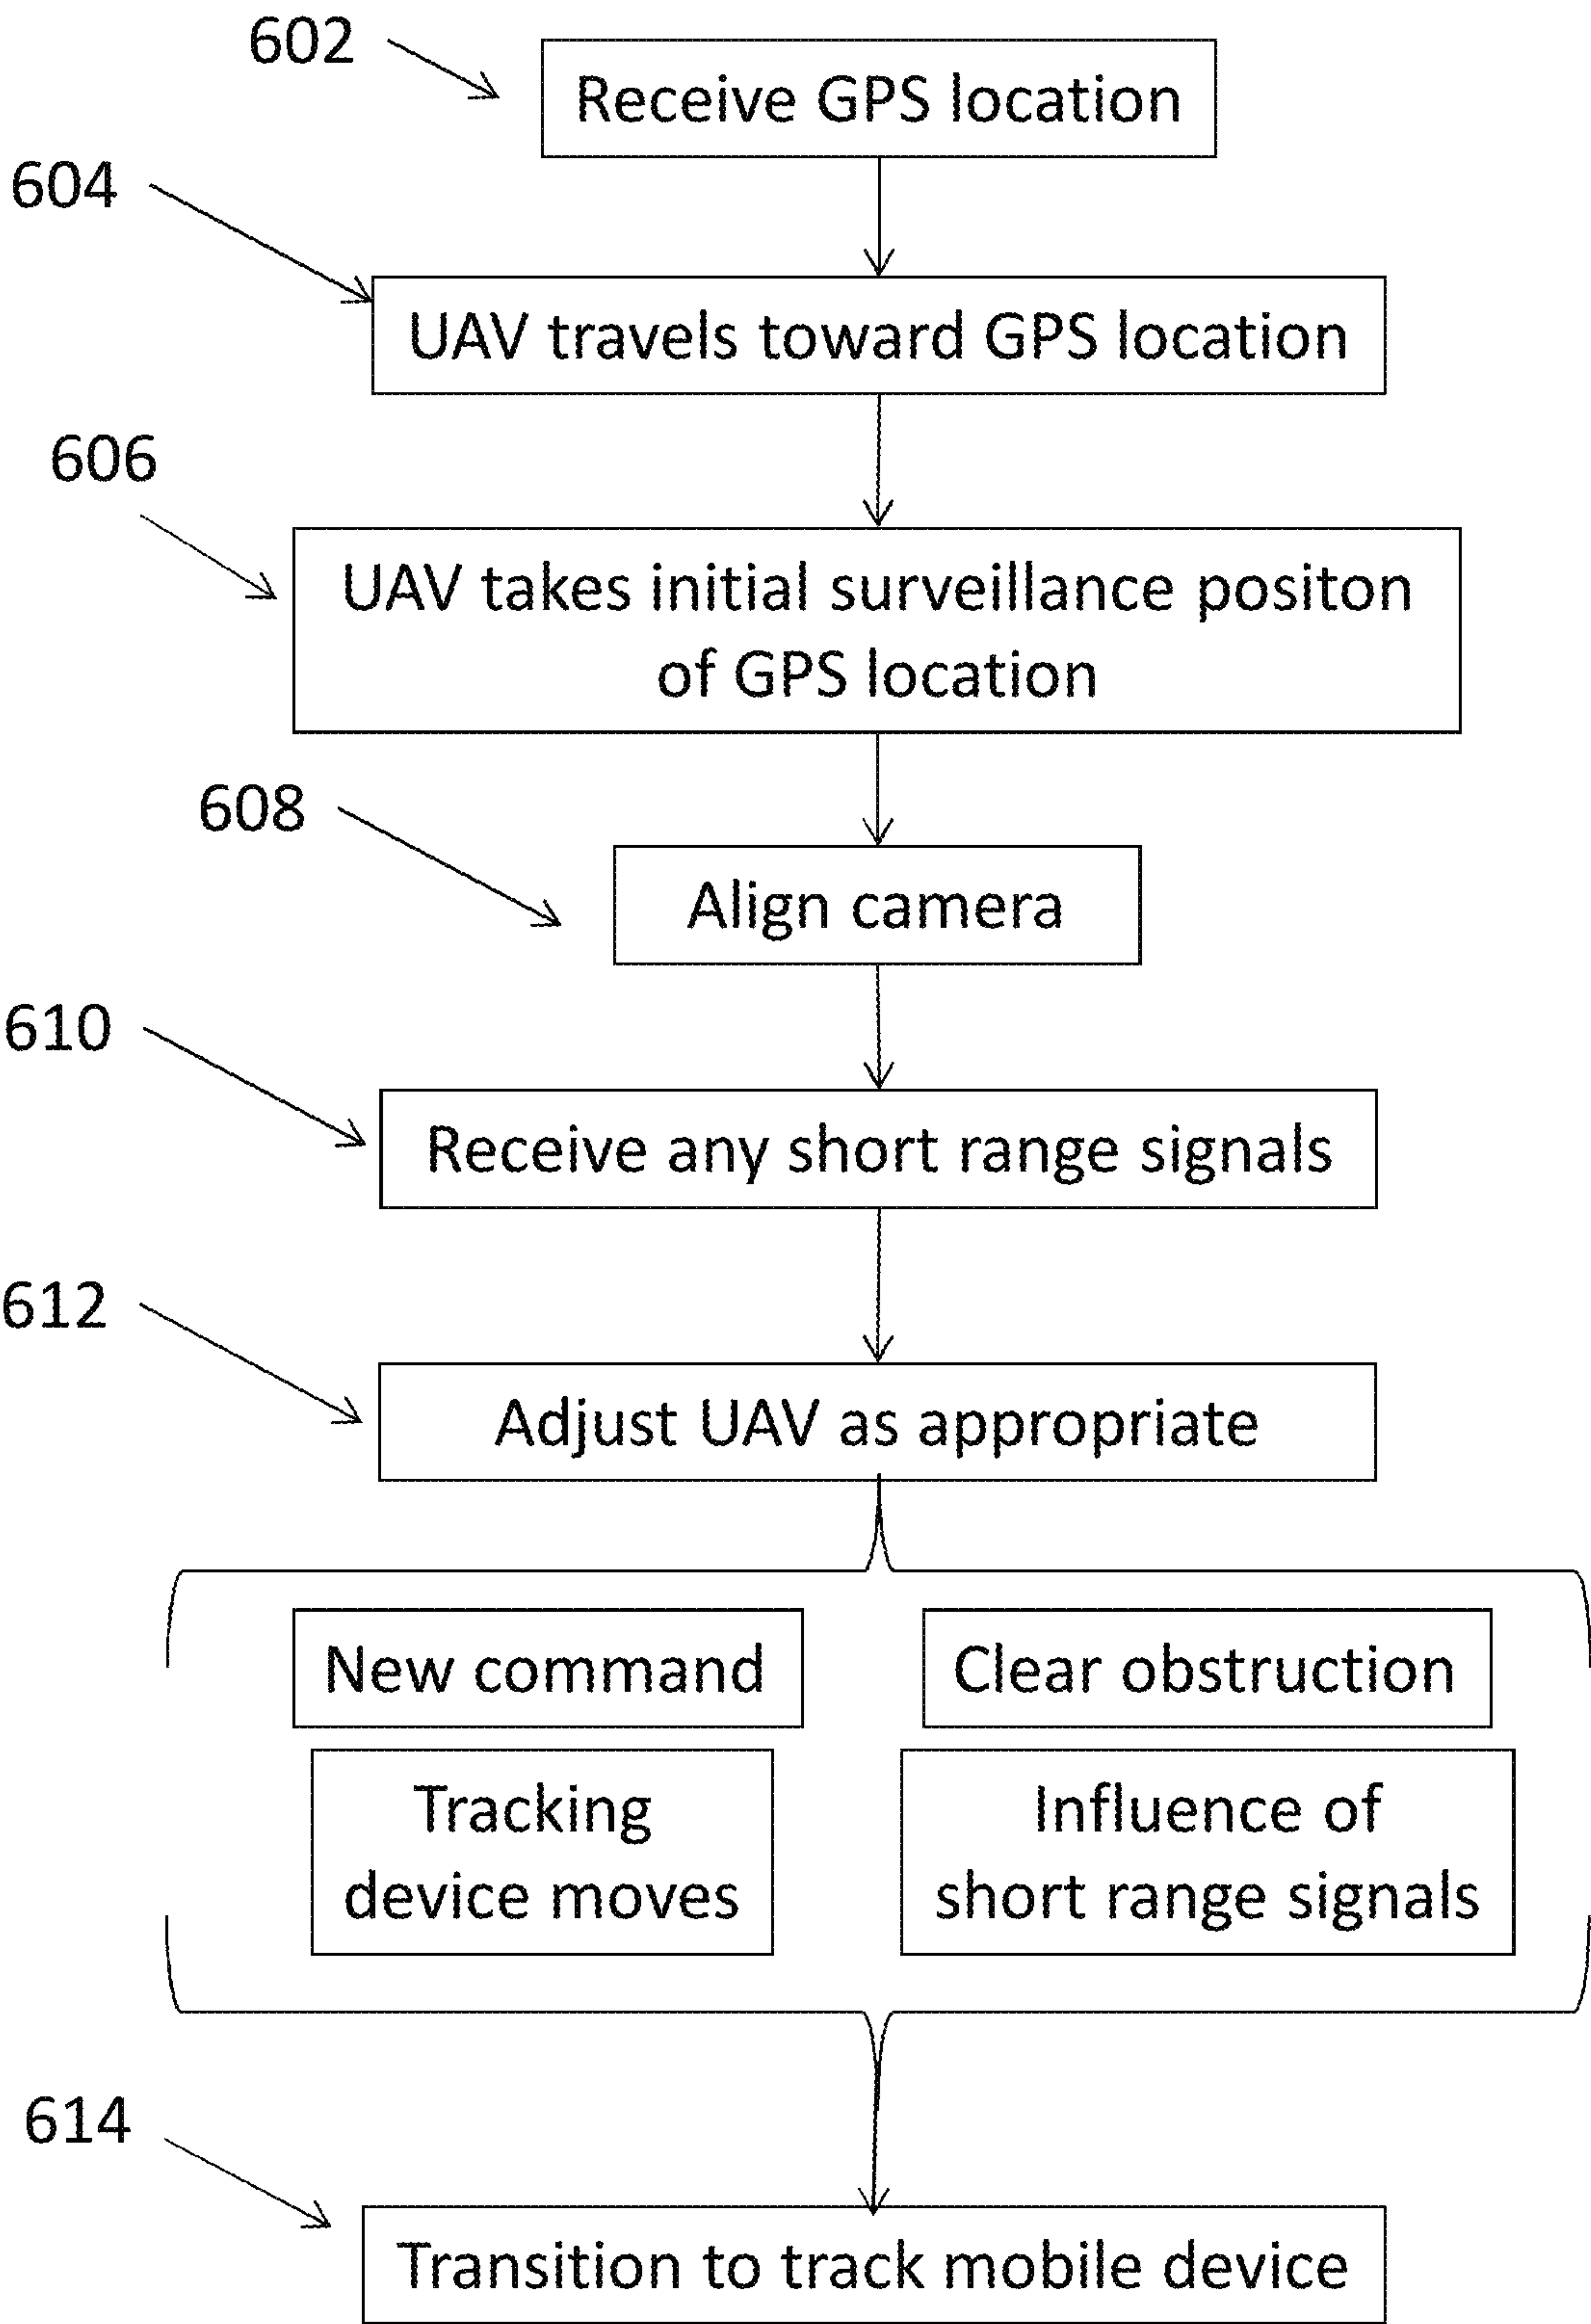 602
Receive GPS location
604
UAV travels toward GPS location
606
UAV takes initial surveillance positon
of GPS location
608
Align camera
610
Receive any short range signals
612
Adjust UAV as appropriate
New command
Clear obstruction
Tracking
device moves
Influence of
short range signals
614
Transition to track mobile device